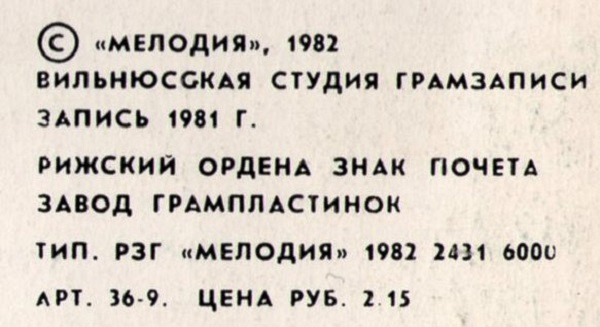 © «МЕЛОДИЯ», 1982
ВИЛЬНЮССКАЯ СТУДИЯ ГРАМЗАПИСИ
ЗАПИСЬ 1981 Г.
РИЖСКИЙ ОРДЕНА ЗНАК ПОЧЕТА
ЗАВОД ГРАМПЛАСТИНОК
ТИП. РЗГ «МЕЛОДИЯ» 1982 2431 6000
АРТ. 36-9. ЦЕНА РУБ. 2.15